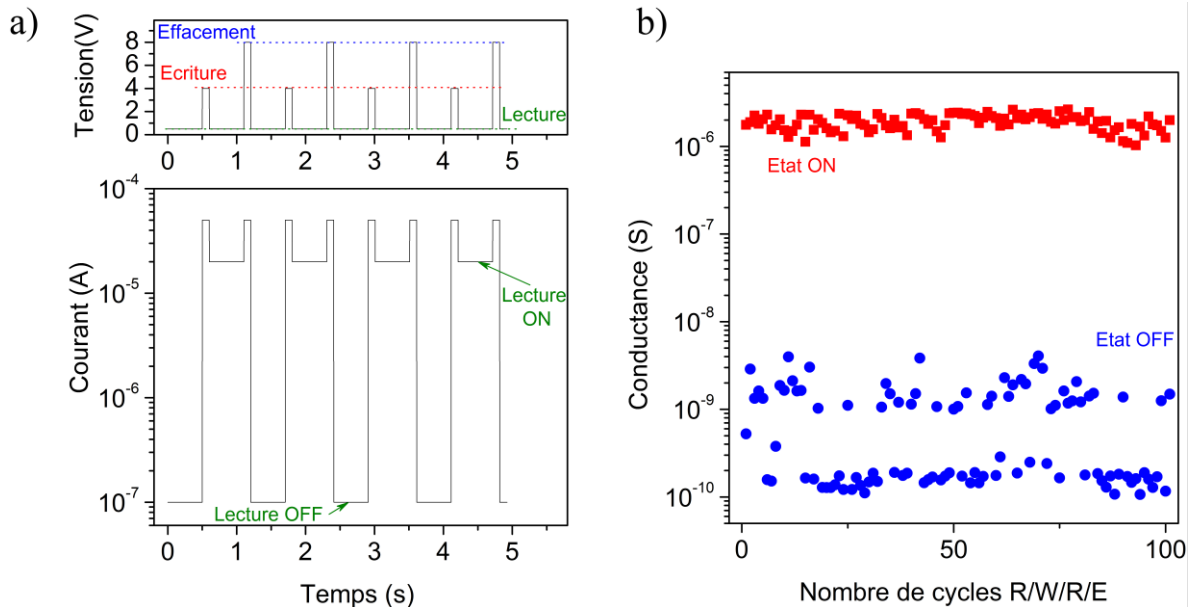 a)
Tension(V)
8
6
4
2
0
Effacement
Ecriture
Lecture
0 1 2 3 4 5
Courant (A)
10⁻⁴
10⁻⁵
10⁻⁶
10⁻⁷
Lecture
ON
Lecture OFF
0 1 2 3 4 5
Temps (s)
b)
Conductance (S)
10⁻⁶
10⁻⁷
10⁻⁸
10⁻⁹
10⁻¹⁰
Etat ON
Etat OFF
0 50 100
Nombre de cycles R/W/R/E